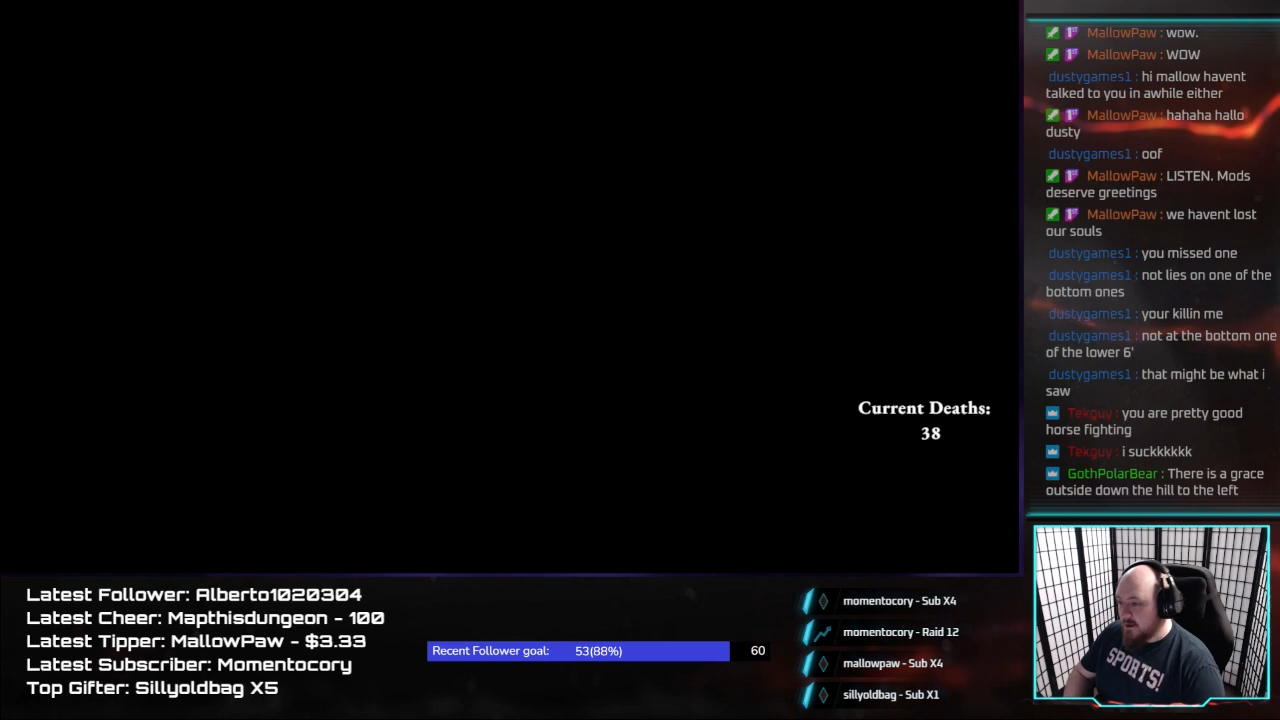 MallowPaw : wow.
MallowPaw : WOW
dustygames1 : hi mallow havent
talked to you in awhile either
MallowPaw : hahaha hallo
dusty
dustygames1 : oof
MallowPaw : LISTEN. Mods
deserve greetings
MallowPaw : we havent lost
our souls
dustygames1 : you missed one
dustygames1 : not lies on one of the
bottom ones
dustygames1 : your killin me
dustygames1 : not at the bottom one
of the lower 6'
dustygames1 : that might be what i
saw
Tekguy : you are pretty good
horse fighting
Tekguy : i suckkkkkk
GothPolarBear : There is a grace
outside down the hill to the left
Current Deaths:
38
Latest Follower: Alberto1020304
Latest Cheer: Mapthisdungeon - 100
Latest Tipper: MallowPaw - $3.33
Latest Subscriber: Momentocory
Top Gifter: Sillyoldbag X5
Recent Follower goal: 53(88%) 60
momentocory - Sub X4
momentocory - Raid 12
mallowpaw - Sub X4
sillyoldbag - Sub X1
SPORTS!